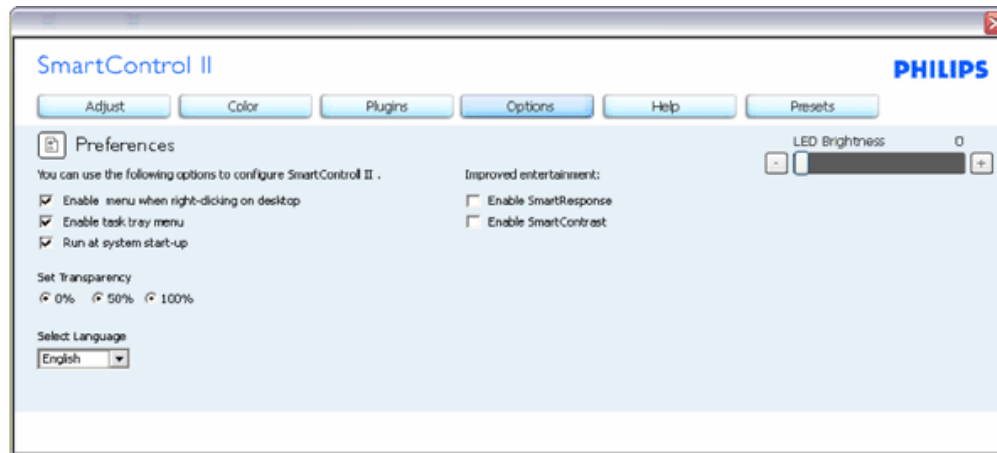 SmartControl II
PHILIPS
Adjust Color Plugins Options Help Presets
Preferences
LED Brightness 0
- +
You can use the following options to configure SmartControl II .
Improved entertainment:
Enable menu when right-clicking on desktop
Enable SmartResponse
Enable task tray menu
Enable SmartContrast
Run at system start-up
Set Transparency
0% 50% 100%
Select Language
English